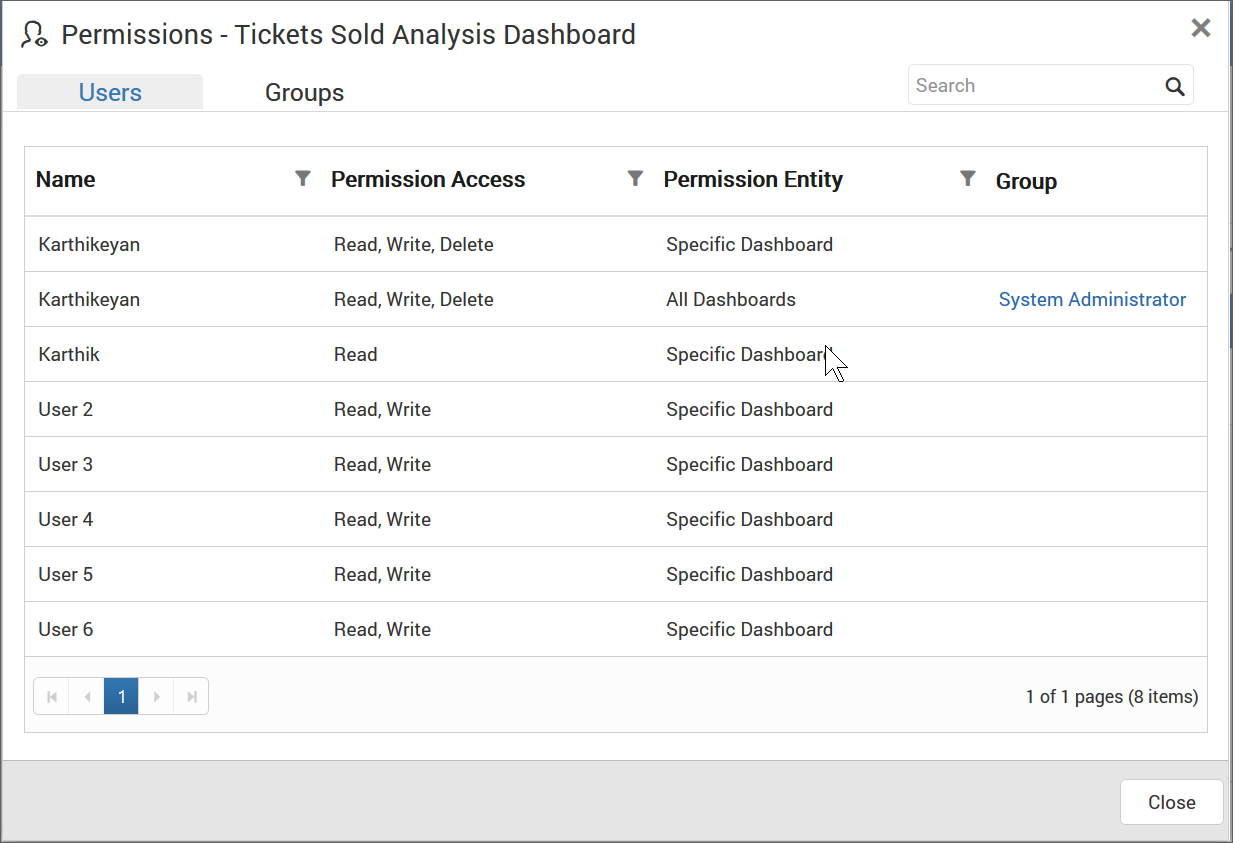 Permissions - Tickets Sold Analysis Dashboard
Users Groups Search
Name Permission Access Permission Entity Group
Karthikeyan Read, Write, Delete Specific Dashboard
Karthikeyan Read, Write, Delete All Dashboards System Administrator
Karthik Read Specific Dashboard
User 2 Read, Write Specific Dashboard
User 3 Read, Write Specific Dashboard
User 4 Read, Write Specific Dashboard
User 5 Read, Write Specific Dashboard
User 6 Read, Write Specific Dashboard
1 1 of 1 pages (8 items)
Close